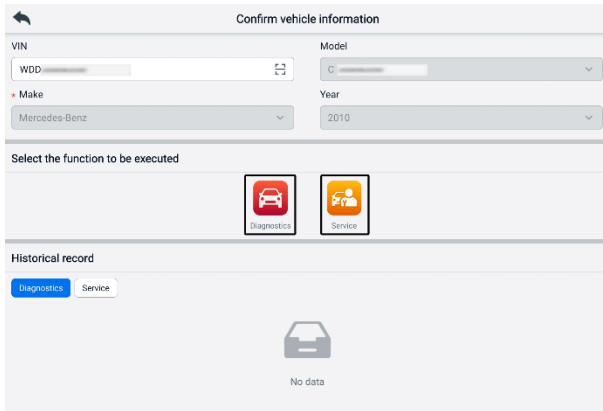 Confirm vehicle information
VIN
Model
WDD
C
* Make
Year
Mercedes-Benz
2010
Select the function to be executed
Diagnostics
Service
Historical record
Diagnostics
Service
No data